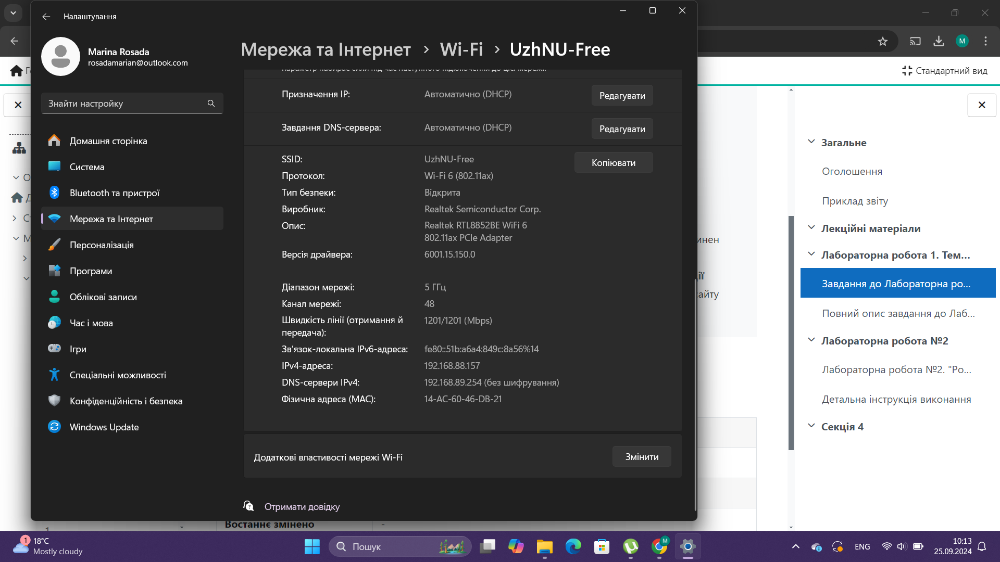 Налаштування
Marina Rosada
rosadamarian@outlook.com
Знайти настройку
Домашня сторінка
Система
Bluetooth та пристрої
Мережа та Інтернет
Персоналізація
Програми
Облікові записи
Час і мова
Ігри
Спеціальні можливості
Конфіденційність і безпека
Windows Update
Мережа та Інтернет > Wi-Fi > UzhNU-Free
Призначення IP: Автоматично (DHCP) Редагувати
Завдання DNS-сервера: Автоматично (DHCP) Редагувати
SSID: UzhNU-Free Копіювати
Протокол: Wi-Fi 6 (802.11ax)
Тип безпеки: Відкрита
Виробник: Realtek Semiconductor Corp.
Опис: Realtek RTL8852BE WiFi 6
802.11ax PCIe Adapter
Версія драйвера: 6001.15.150.0
Діапазон мережі: 5 ГГц
Канал мережі: 48
Швидкість лінії (отримання й 1201/1201 (Mbps)
передача):
Зв’язок-локальна IPv6-адреса: fe80::51b:a6a4:849c:8a56%14
IPv4-адреса: 192.168.88.157
DNS-сервери IPv4: 192.168.89.254 (без шифрування)
Фізична адреса (MAC): 14-AC-60-46-DB-21
Додаткові властивості мережі Wi-Fi Змінити
Отримати довідку
Востаннє змінено -
M
Стандартний вид
Загальне
Оголошення
Приклад звіту
Лекційні матеріали
Лабораторна робота 1. Тем...
Завдання до Лабораторна ро...
Повний опис завдання до Лаб...
Лабораторна робота №2
Лабораторна робота №2. "Ро...
Детальна інструкція виконання
Секція 4
1
18°C
Mostly cloudy
Пошук
M
ENG
10:13
25.09.2024